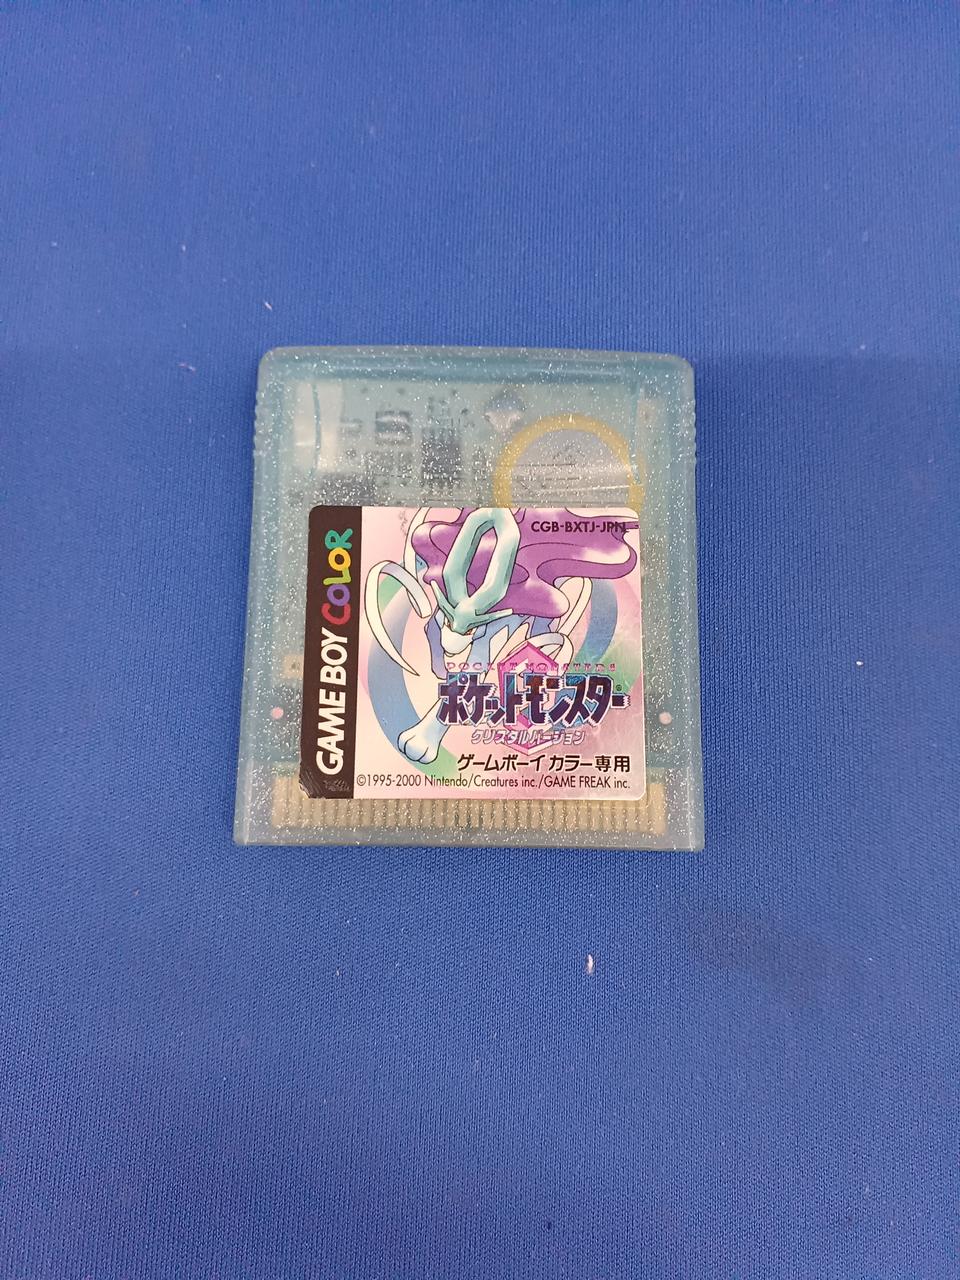 CGB-BXTJ-JPN
GAME BOY COLOR
POCKET MONSTERS
ポケットモンスター
クリスタルバージョン
ゲームボーイ カラー専用
©1995-2000 Nintendo/Creatures inc./GAME FREAK inc.